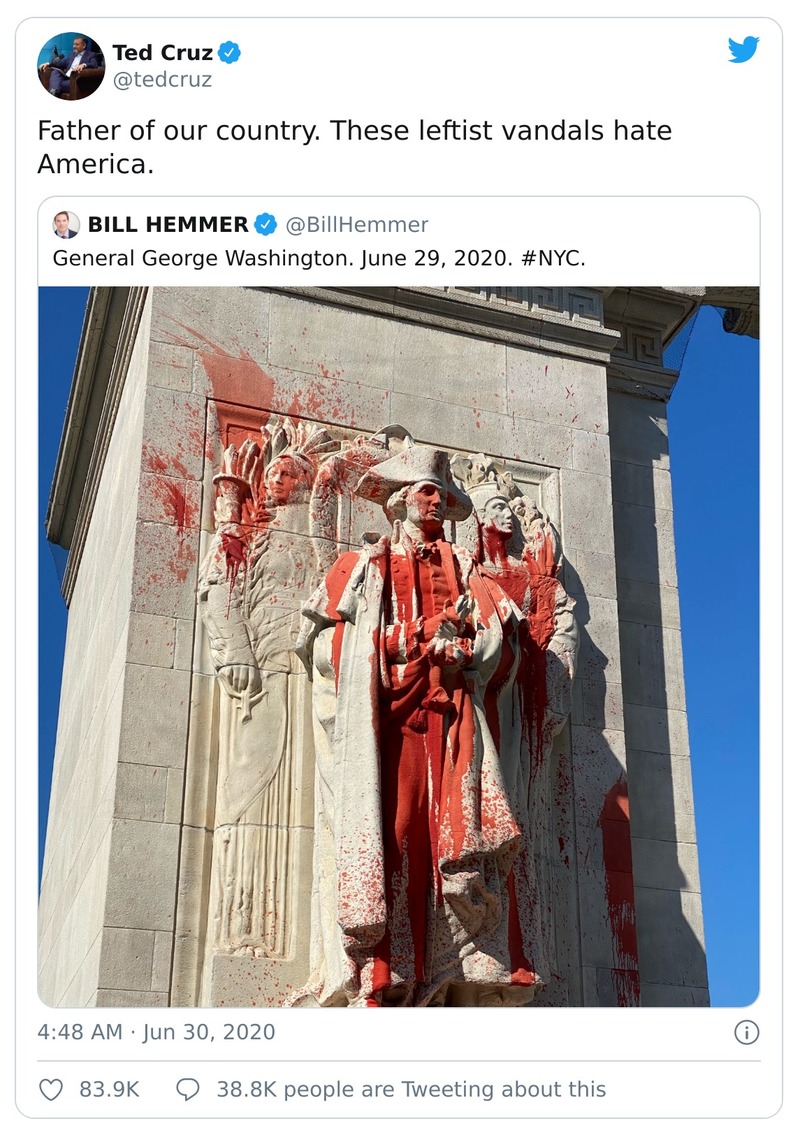 Ted Cruz
@tedcruz
Father of our country. These leftist vandals hate
America.
BILL HEMMER @BillHemmer
General George Washington. June 29, 2020. #NYC.
4:48 AM · Jun 30, 2020
83.9K 38.8K people are Tweeting about this